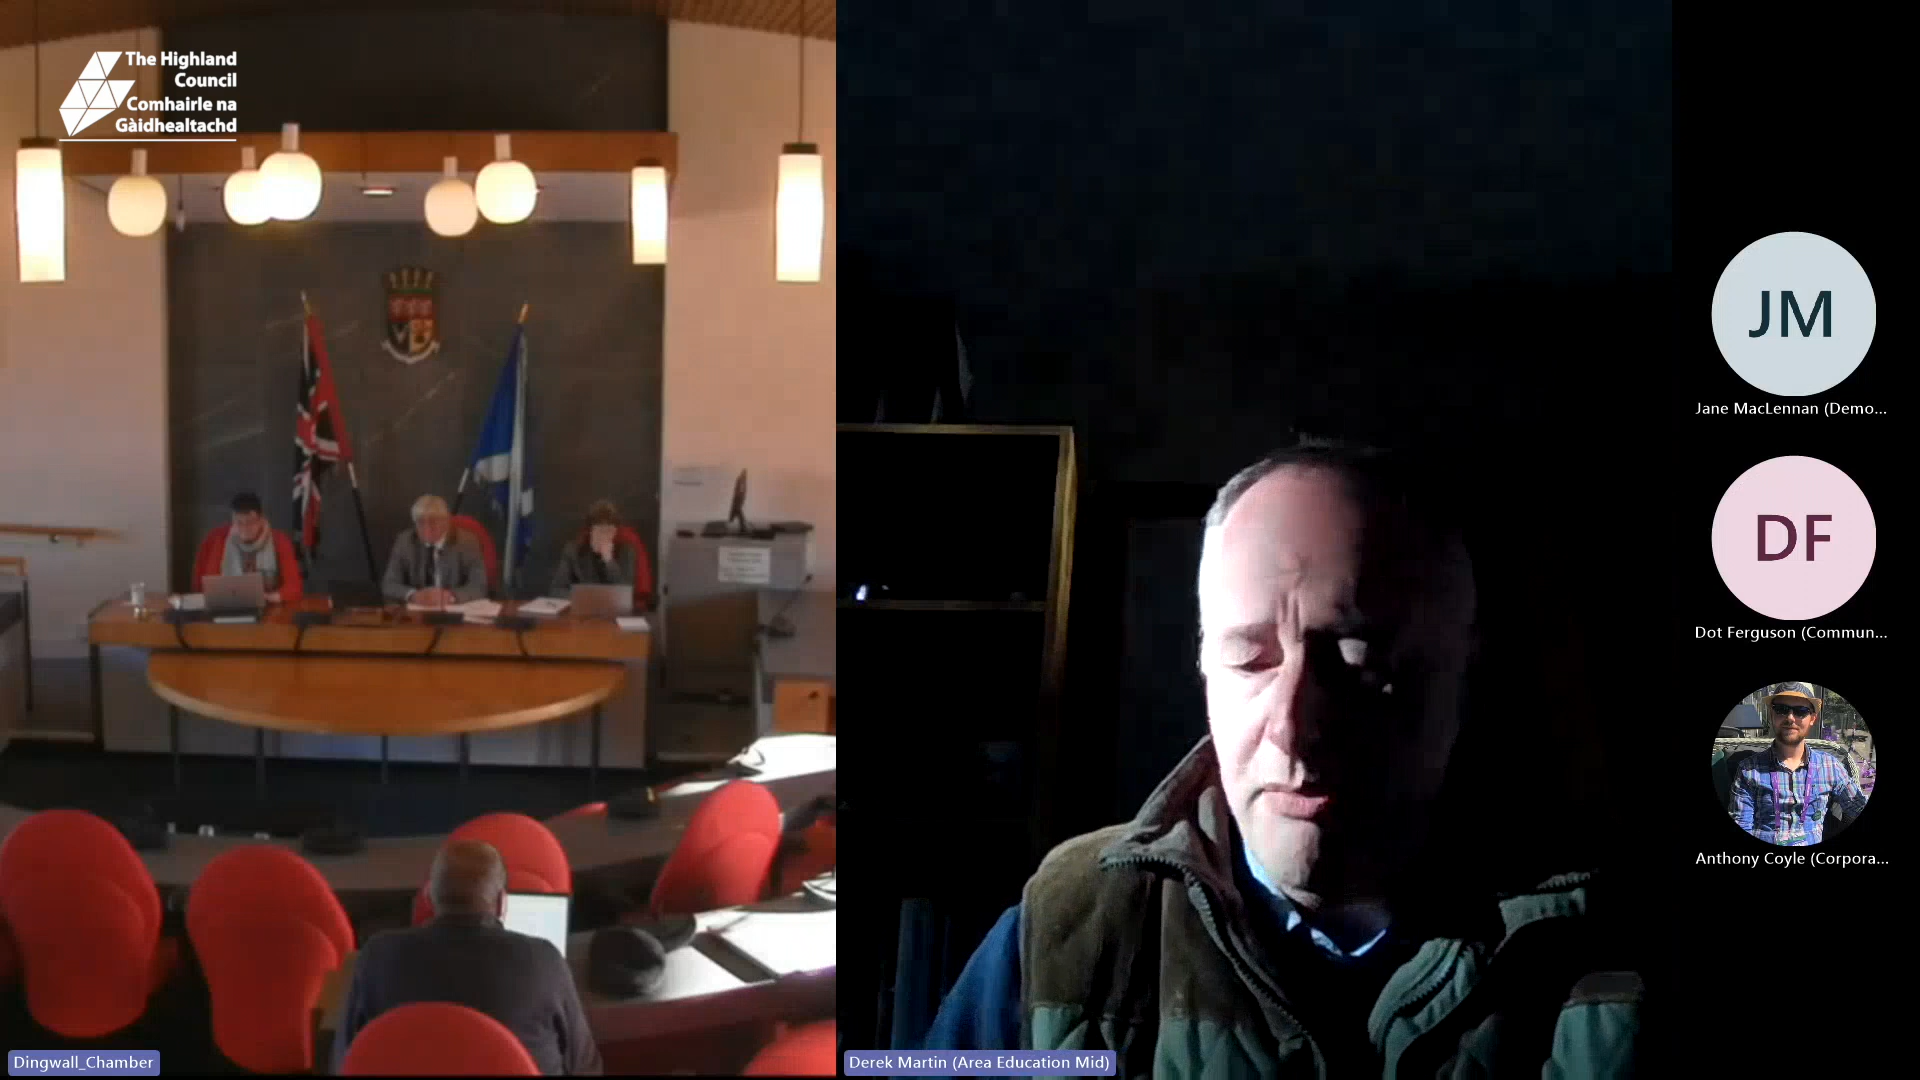 The Highland
Council
Comhairle na
Gàidhealtachd
JM
Jane MacLennan (Demo...
DF
Dot Ferguson (Commun...
Anthony Coyle (Corpora...
Dingwall_Chamber
Derek Martin (Area Education Mid)